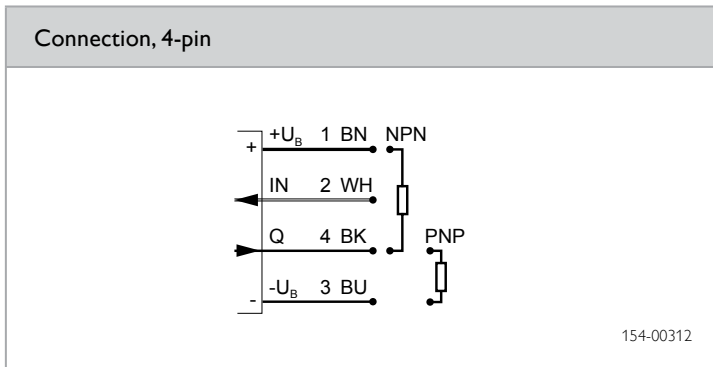 Connection, 4-pin
+U_B 1 BN NPN
+
IN 2 WH
Q 4 BK PNP
-U_B 3 BU
-
154-00312